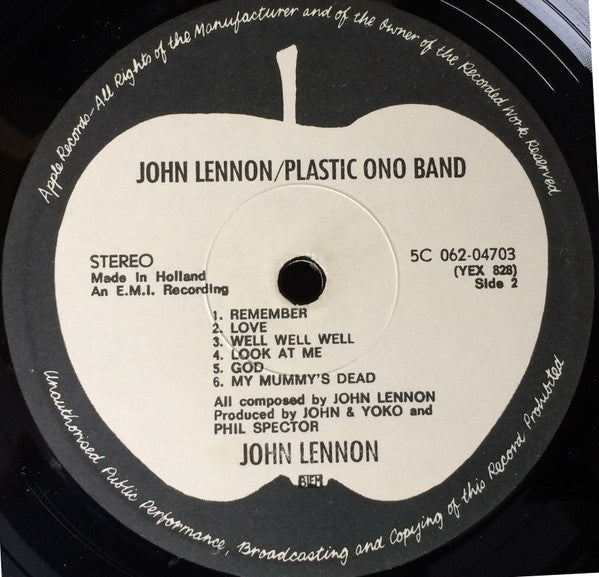 Apple Records-All Rights of the Manufacturer and of the Owner of the Recorded Work Reserved
JOHN LENNON/PLASTIC ONO BAND
STEREO
Made in Holland
An E.M.I. Recording
5C 062-04703
(YEX 828)
Side 2
1. REMEMBER
2. LOVE
3. WELL WELL WELL
4. LOOK AT ME
5. GOD
6. MY MUMMY'S DEAD
All composed by JOHN LENNON
Produced by JOHN & YOKO and
PHIL SPECTOR
JOHN LENNON
BIEM
Unauthorised Public Performance, Broadcasting and Copying of this Record Prohibited